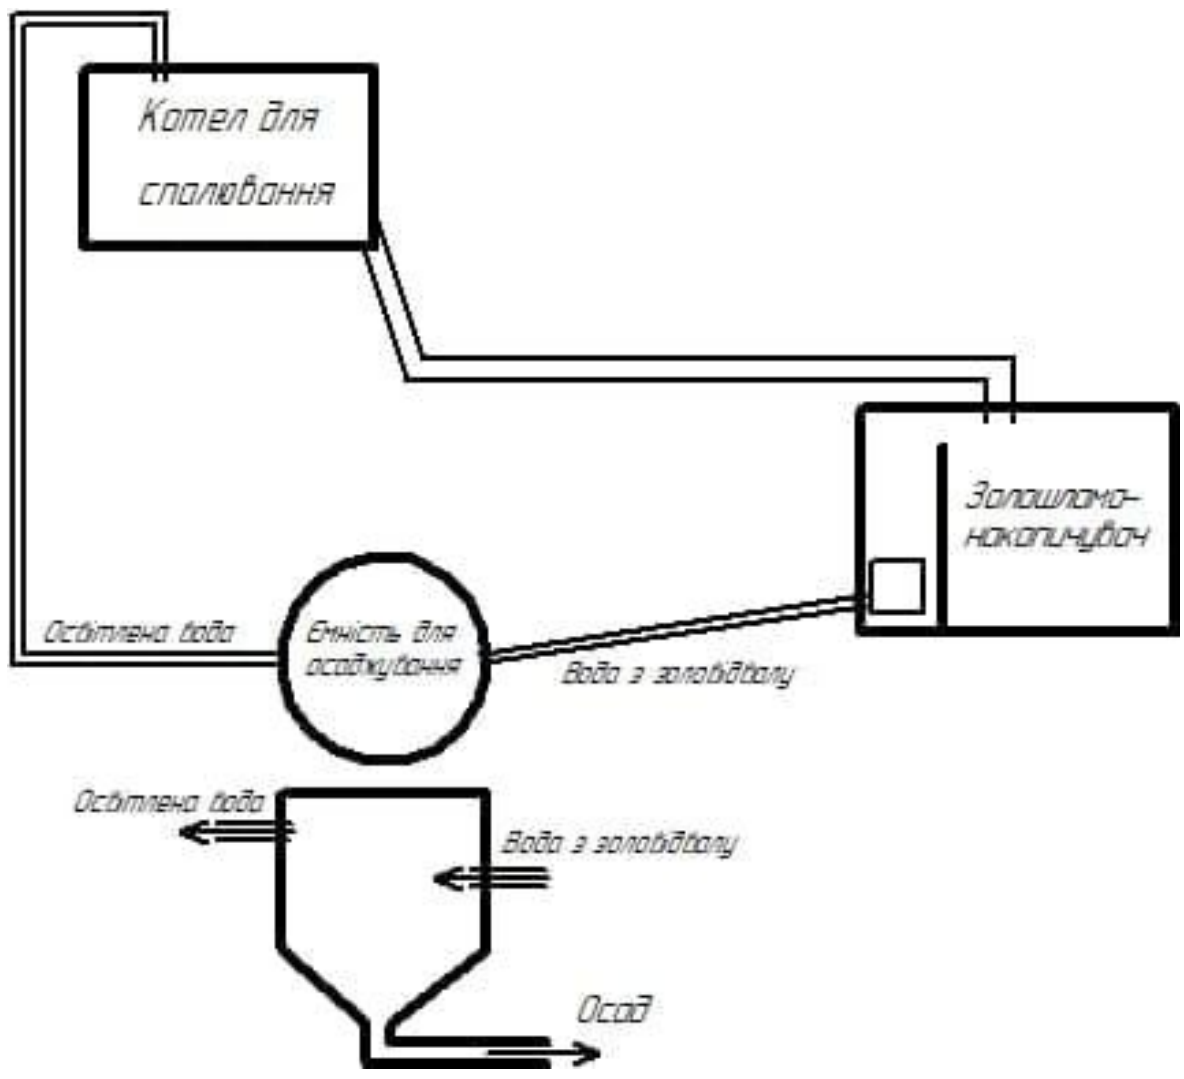 Котел для
спалювання
Золошламо-
накопичувач
Освітлена вода
Ємність для
осаджування
Вода з золовідвалу
Освітлена вода
Вода з золовідвалу
Осад